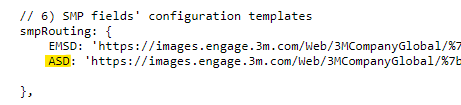 // 6) SMP fields' configuration templates
smpRouting: {
EMSD: 'https://images.engage.3m.com/Web/3MCompanyGlobal/%7
ASD: 'https://images.engage.3m.com/Web/3MCompanyGlobal/%7b
},